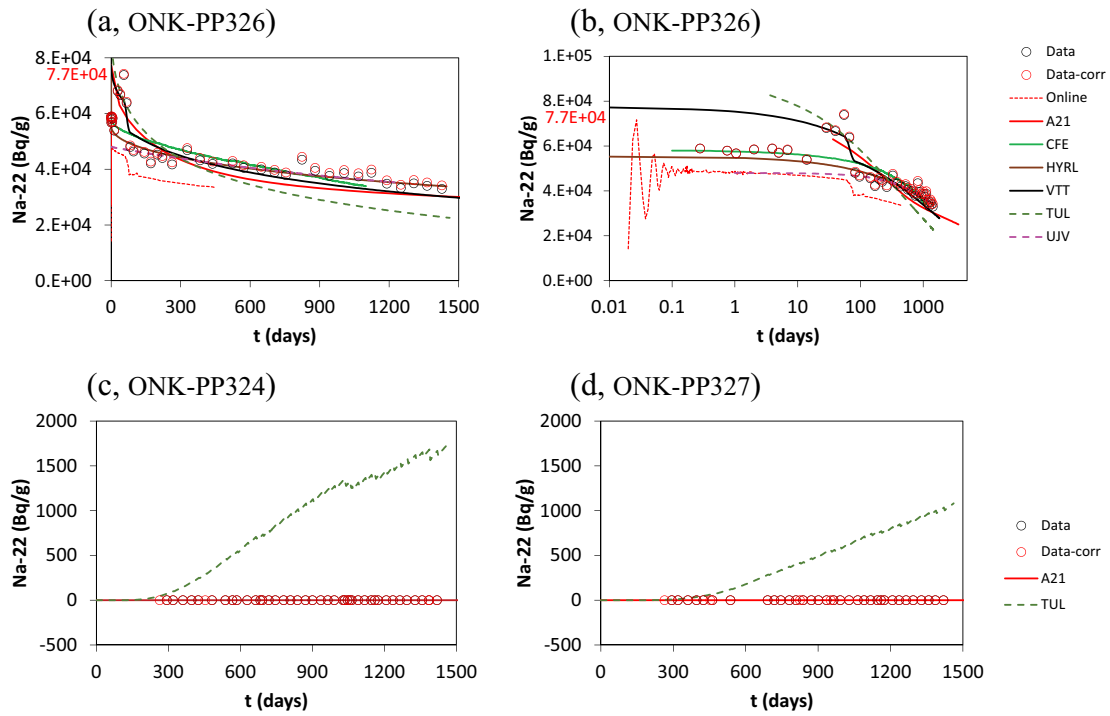 (a, ONK-PP326)
8.E+04
7.7E+04
6.E+04
4.E+04
2.E+04
0.E+00
Na-22 (Bq/g)
0 300 600 900 1200 1500
t (days)
(b, ONK-PP326)
1.E+05
8.E+04
7.7E+04
6.E+04
4.E+04
2.E+04
0.E+00
Na-22 (Bq/g)
0.01 0.1 1 10 100 1000
t (days)
Data
Data-corr
Online
A21
CFE
HYRL
VTT
TUL
UJV
(c, ONK-PP324)
2000
1500
1000
500
0
-500
Na-22 (Bq/g)
0 300 600 900 1200 1500
t (days)
(d, ONK-PP327)
2000
1500
1000
500
0
-500
Na-22 (Bq/g)
0 300 600 900 1200 1500
t (days)
Data
Data-corr
A21
TUL